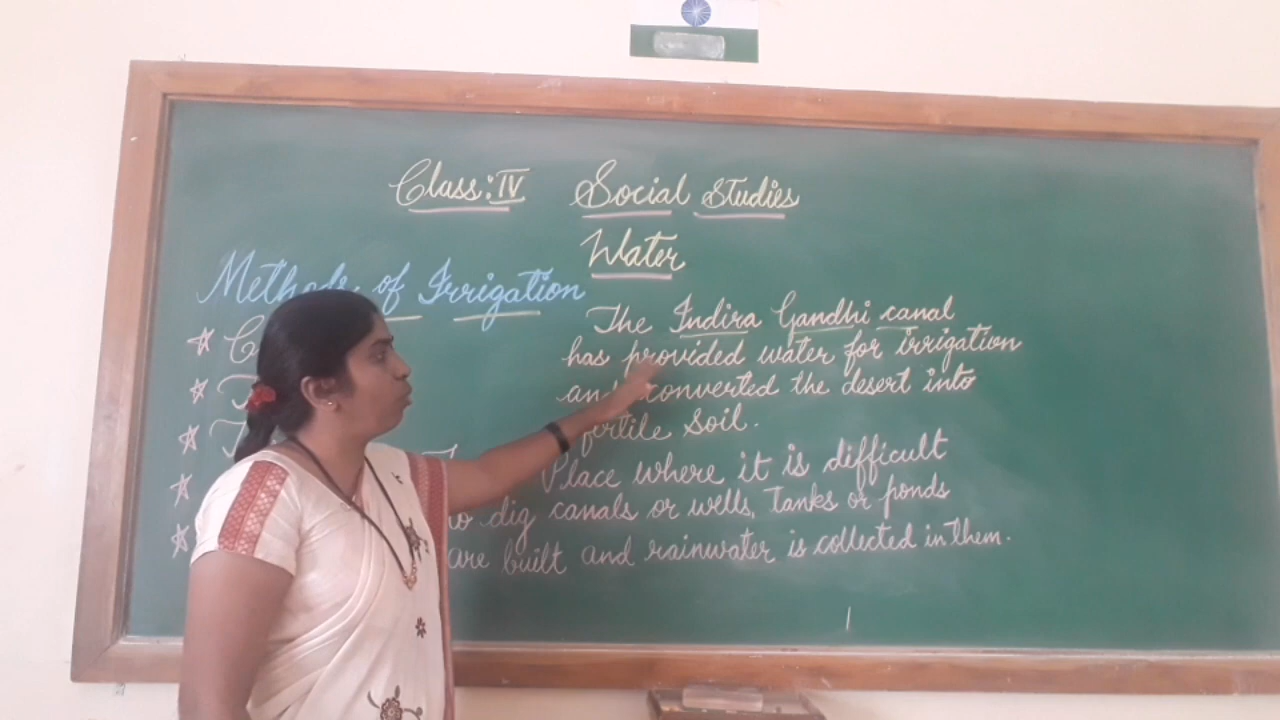 Class: IV Social Studies
Water
Methods of Irrigation
The Indira Gandhi canal
has provided water for irrigation
and converted the desert into
fertile soil.
Place where it is difficult
to dig canals or wells, Tanks or ponds
are built and rainwater is collected in them.